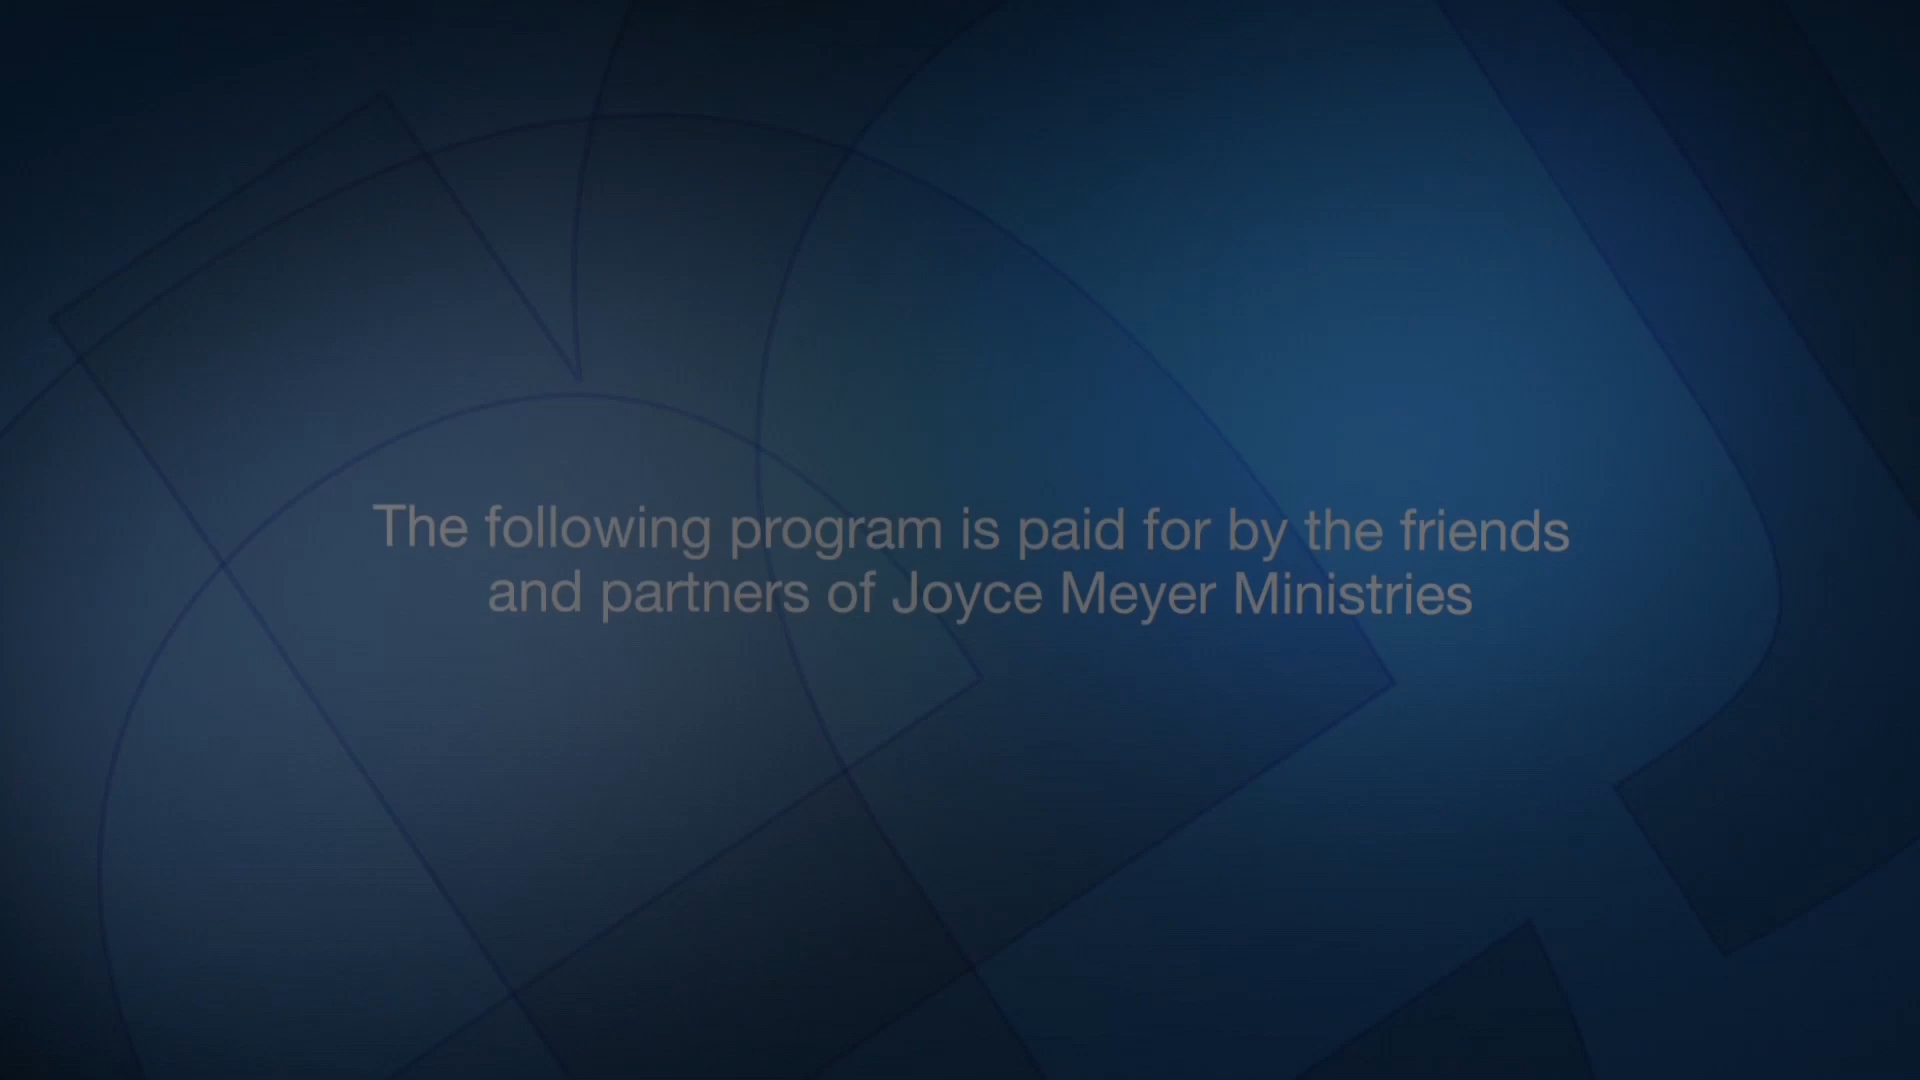 The following program is paid for by the friends
and partners of Joyce Meyer Ministries